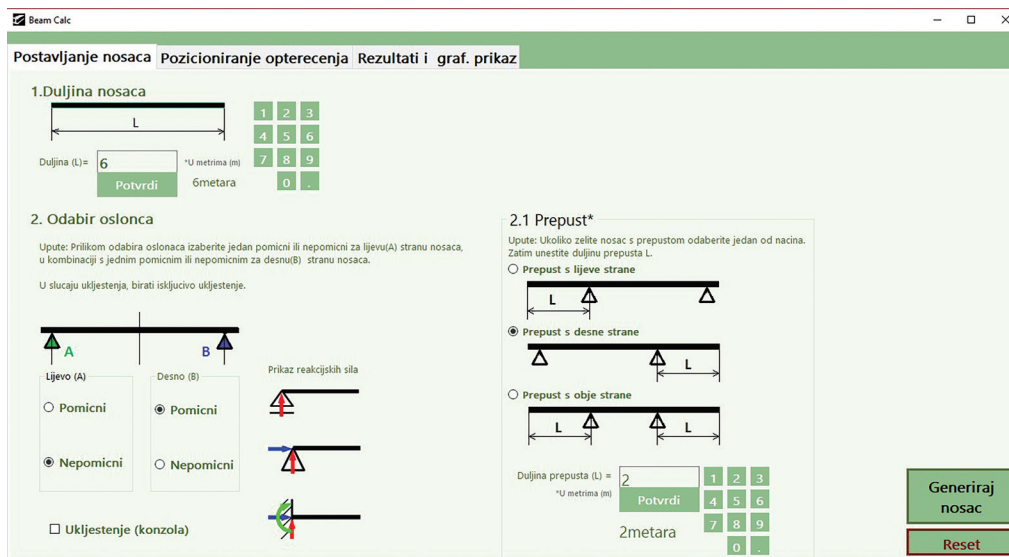 Beam Calc
Postavljanje nosaca
Pozicioniranje opterecenja
Rezultati i graf. prikaz
1.Duljina nosaca
L
1 2 3
4 5 6
7 8 9
0 .
Duljina (L)=
6
*U metrima (m)
Potvrdi
6metara
2. Odabir oslonca
Upute: Prilikom odabira oslonaca izaberite jedan pomicni ili nepomicni za lijevu(A) stranu nosaca,
u kombinaciji s jednim pomicnim ili nepomicnim za desnu(B) stranu nosaca.
U slucaju ukljestenja, birati iskljucivo ukljestenje.
A
B
Lijevo (A)
Pomicni
Nepomicni
Desno (B)
Pomicni
Nepomicni
Prikaz reakcijskih sila
Ukljestenje (konzola)
2.1 Prepust*
Upute: Ukoliko zelite nosac s prepustom odaberite jedan od nacina.
Zatim unestite duljinu prepusta L.
Prepust s lijeve strane
L
Prepust s desne strane
L
Prepust s obje strane
L L
Duljina prepusta (L) =
2
*U metrima (m)
Potvrdi
2metara
1 2 3
4 5 6
7 8 9
0 .
Generiraj
nosac
Reset